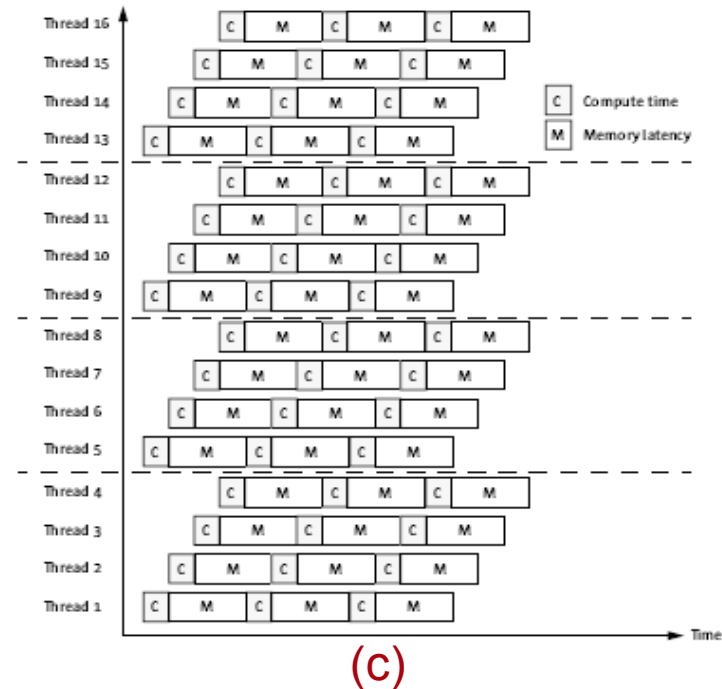 Thread 16 C M C M C M
Thread 15 C M C M C M
C Compute time
Thread 14 C M C M C M
M Memory latency
Thread 13 C M C M C M
Thread 12 C M C M C M
Thread 11 C M C M C M
Thread 10 C M C M C M
Thread 9 C M C M C M
Thread 8 C M C M C M
Thread 7 C M C M C M
Thread 6 C M C M C M
Thread 5 C M C M C M
Thread 4 C M C M C M
Thread 3 C M C M C M
Thread 2 C M C M C M
Thread 1 C M C M C M
Time
(c)